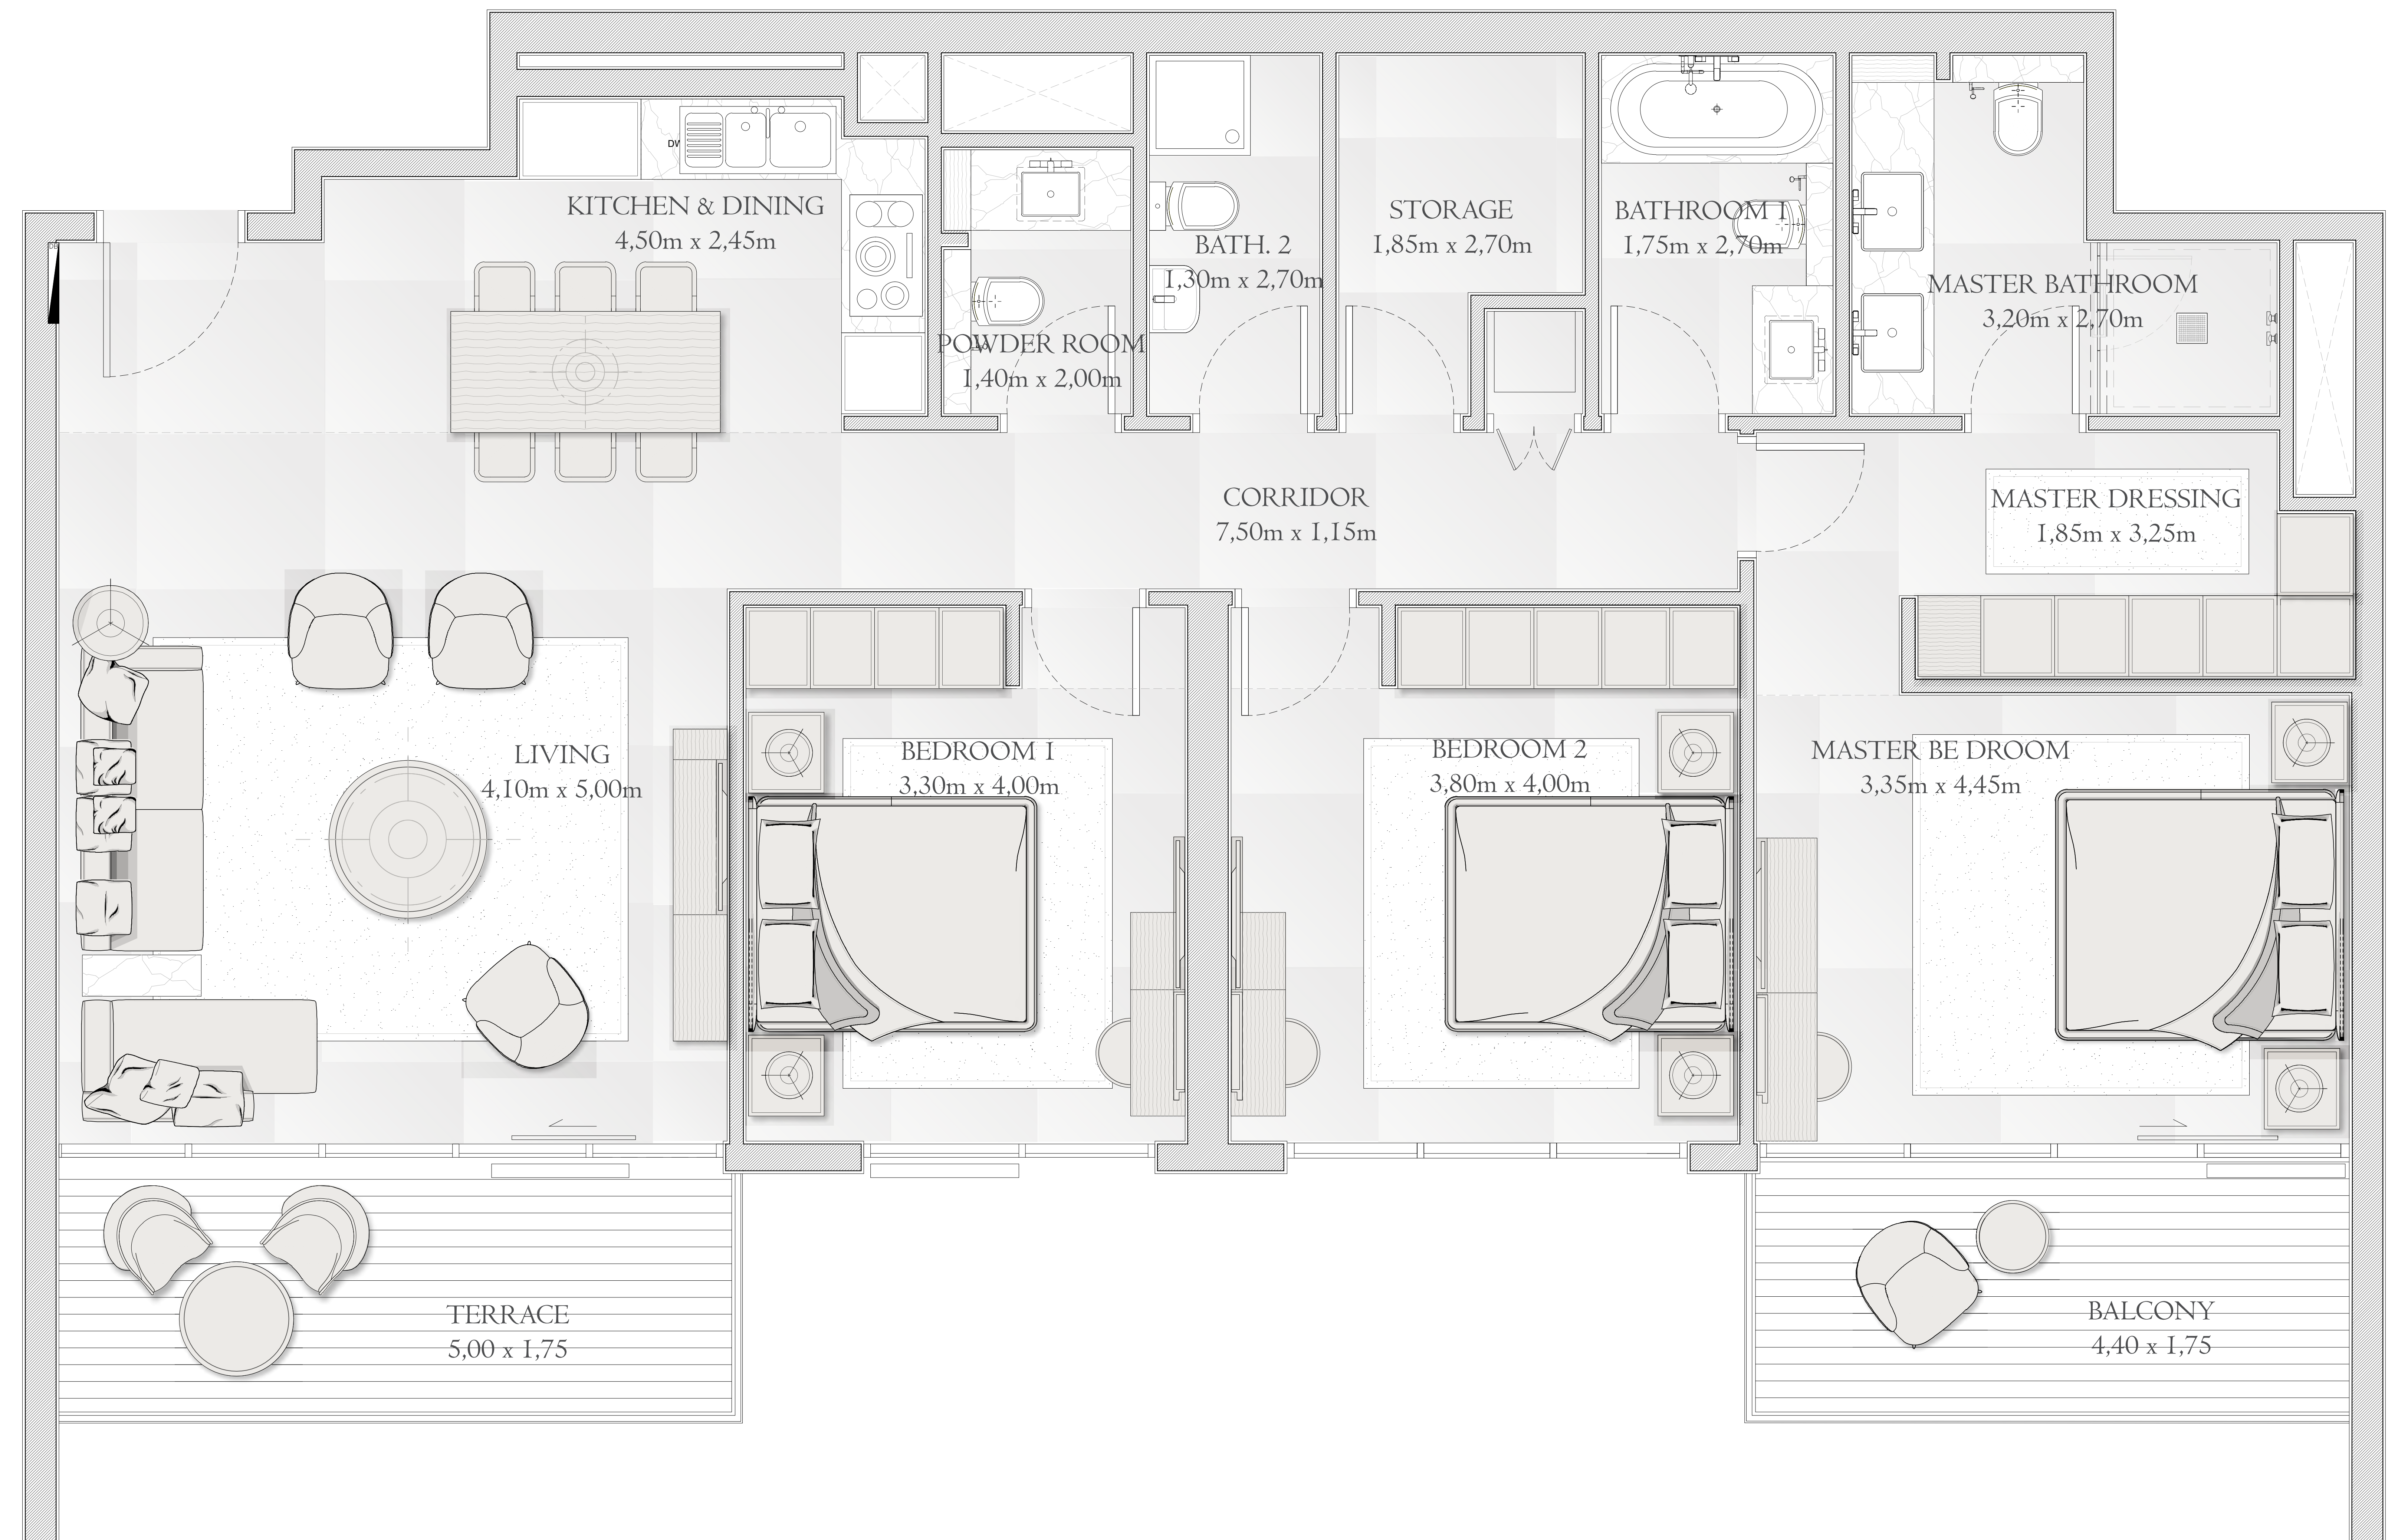 KITCHEN & DINING
4,50m x 2,45m
DW
POWDER ROOM
1,40m x 2,00m
BATH. 2
1,30m x 2,70m
STORAGE
1,85m x 2,70m
BATHROOM 1
1,75m x 2,70m
MASTER BATHROOM
3,20m x 2,70m
CORRIDOR
7,50m x 1,15m
MASTER DRESSING
1,85m x 3,25m
LIVING
4,10m x 5,00m
BEDROOM 1
3,30m x 4,00m
BEDROOM 2
3,80m x 4,00m
MASTER BE DROOM
3,35m x 4,45m
TERRACE
5,00 x 1,75
BALCONY
4,40 x 1,75